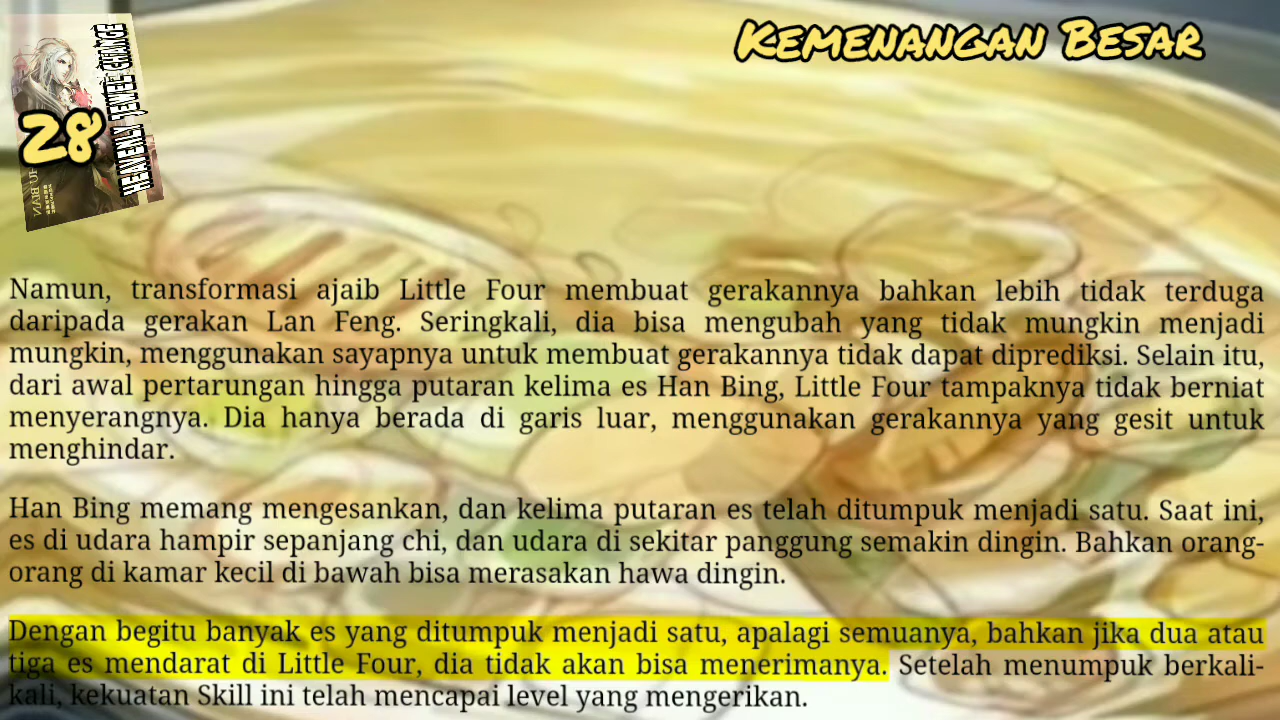 Kemenangan Besar
28
HEAVENLY JEWEL CHANGE
Namun, transformasi ajaib Little Four membuat gerakannya bahkan lebih tidak terduga
daripada gerakan Lan Feng. Seringkali, dia bisa mengubah yang tidak mungkin menjadi
mungkin, menggunakan sayapnya untuk membuat gerakannya tidak dapat diprediksi. Selain itu,
dari awal pertarungan hingga putaran kelima es Han Bing, Little Four tampaknya tidak berniat
menyerangnya. Dia hanya berada di garis luar, menggunakan gerakannya yang gesit untuk
menghindar.
Han Bing memang mengesankan, dan kelima putaran es telah ditumpuk menjadi satu. Saat ini,
es di udara hampir sepanjang chi, dan udara di sekitar panggung semakin dingin. Bahkan orang-
orang di kamar kecil di bawah bisa merasakan hawa dingin.
Dengan begitu banyak es yang ditumpuk menjadi satu, apalagi semuanya, bahkan jika dua atau
tiga es mendarat di Little Four, dia tidak akan bisa menerimanya. Setelah menumpuk berkali-
kali, kekuatan Skill ini telah mencapai level yang mengerikan.